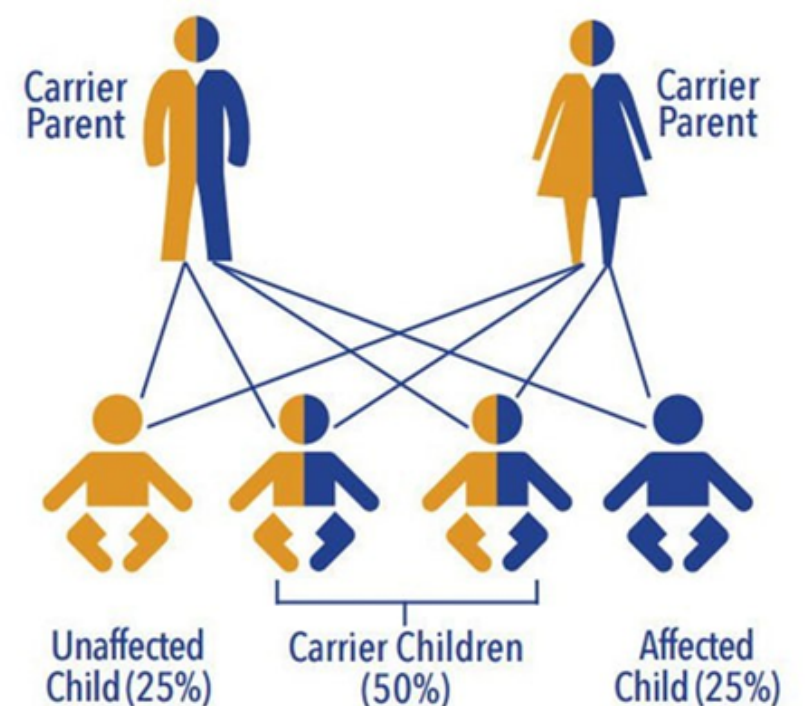 Carrier
Parent
Carrier
Parent
Unaffected
Child (25%)
Carrier Children
(50%)
Affected
Child (25%)